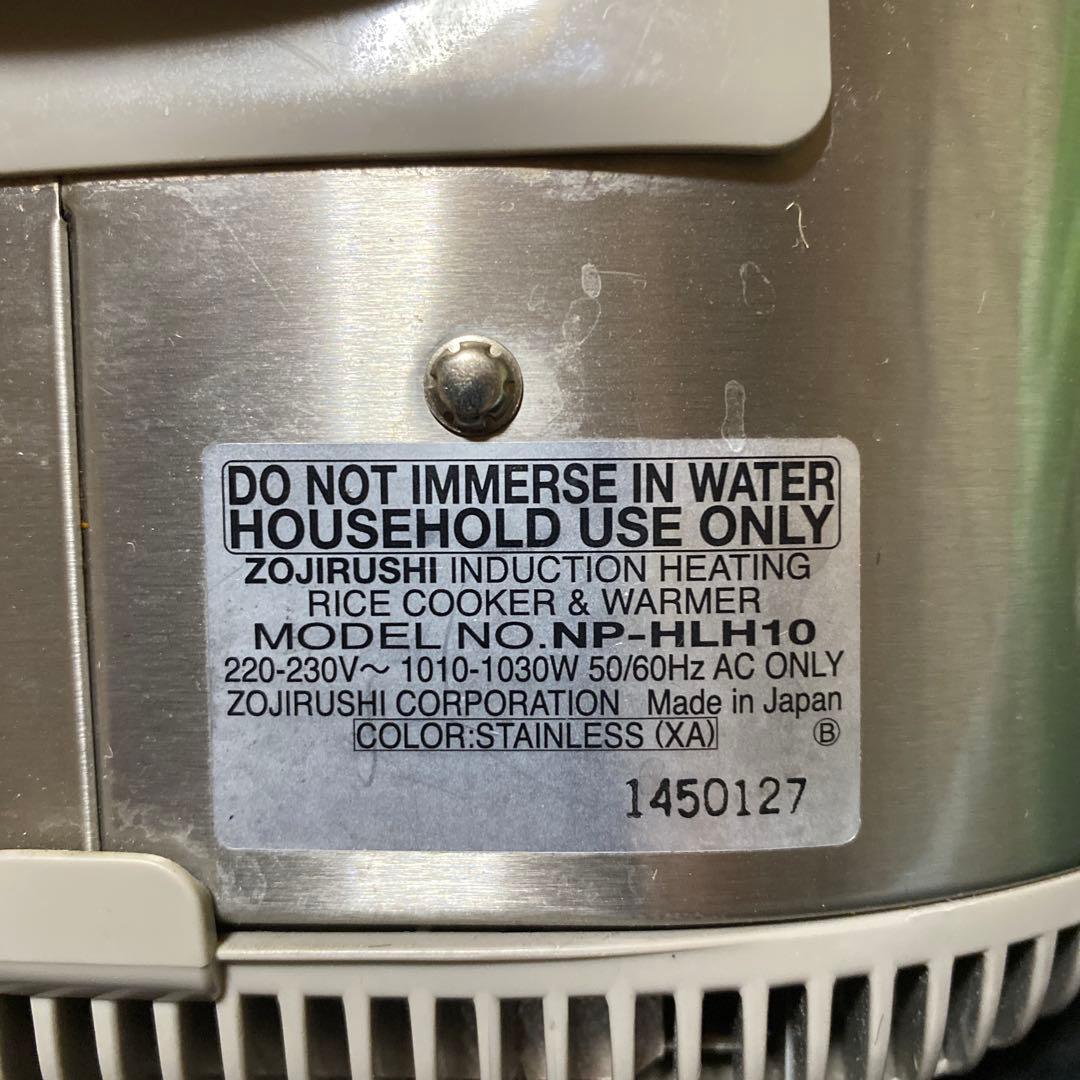 DO NOT IMMERSE IN WATER
HOUSEHOLD USE ONLY
ZOJIRUSHI INDUCTION HEATING
RICE COOKER & WARMER
MODEL NO.NP-HLH10
220-230V~ 1010-1030W 50/60Hz AC ONLY
ZOJIRUSHI CORPORATION Made in Japan
COLOR:STAINLESS (XA) Ⓑ
1450127